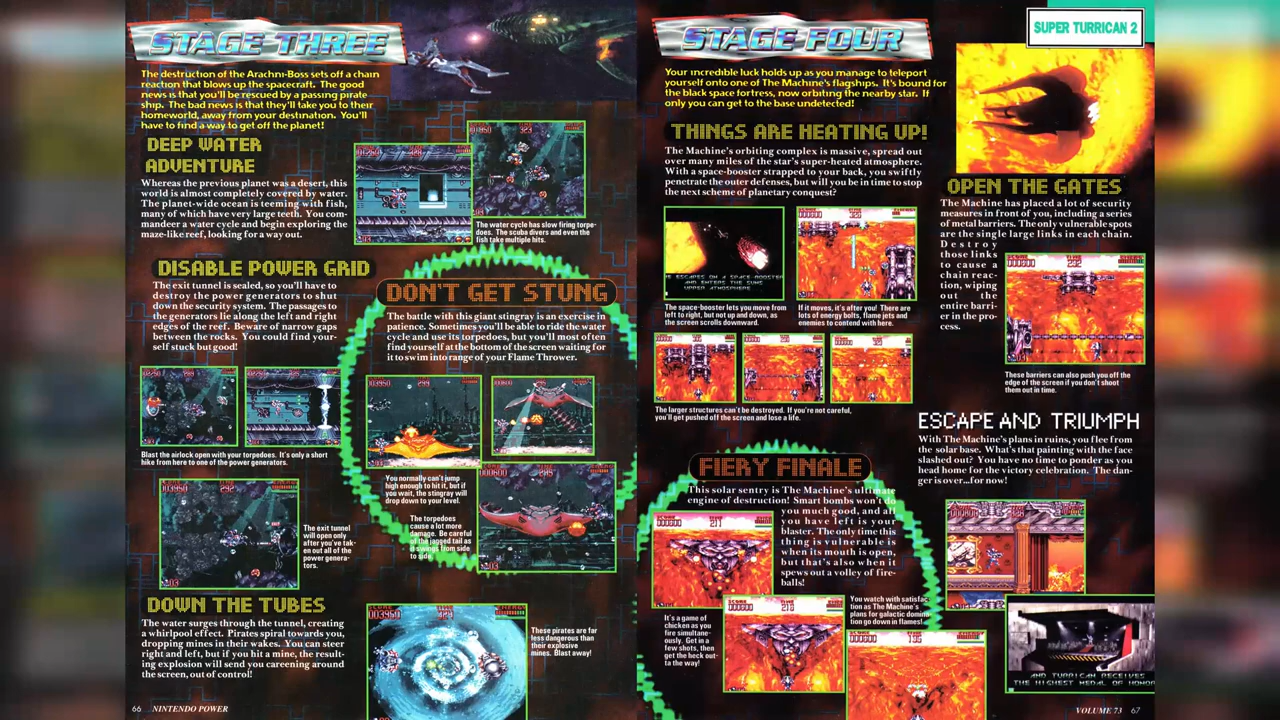 STAGE THREE
The destruction of the Arachni-Boss sets off a chain
reaction that blows up the spacecraft. The good
news is that you'll be rescued by a passing pirate
ship. The bad news is that they'll take you to their
homeworld, away from your destination. You'll
have to find a way to get off the planet!
DEEP WATER
ADVENTURE
Whereas the previous planet was a desert, this
world is almost completely covered by water.
The planet-wide ocean is teeming with fish,
many of which have very large teeth. You com-
mandeer a water cycle and begin exploring the
maze-like reef, looking for a way out.
The water cycle has slow firing torpe-
does. The scuba divers and even the
fish take multiple hits.
DISABLE POWER GRID
The exit tunnel is sealed, so you'll have to
destroy the power generators to shut
down the security system. The passages to
the generators lie along the left and right
edges of the reef. Beware of narrow gaps
between the rocks. You could find your-
self stuck but good!
Blast the airlock open with your torpedoes. It's only a short
hike from here to one of the power generators.
The exit tunnel
will open only
after you've tak-
en out all of the
power genera-
tors.
DON'T GET STUNG
The battle with this giant stingray is an exercise in
patience. Sometimes you'll be able to ride the water
cycle and use its torpedoes, but you'll most often
find yourself at the bottom of the screen waiting for
it to swim into range of your Flame Thrower.
You normally can't jump
high enough to hit it, but if
you wait, the stingray will
drop down to your level.
The torpedoes
cause a lot more
damage. Be careful
of the jagged tail as
it swings from side
to side.
DOWN THE TUBES
The water surges through the tunnel, creating
a whirlpool effect. Pirates spiral towards you,
dropping mines in their wakes. You can steer
right and left, but if you hit a mine, the result-
ing explosion will send you careening around
the screen, out of control!
These pirates are far
less dangerous than
their explosive
mines. Blast away!
66 NINTENDO POWER
STAGE FOUR
SUPER TURRICAN 2
Your incredible luck holds up as you manage to teleport
yourself onto one of The Machine's flagships. It's bound for
the black space fortress, now orbiting the nearby star. If
only you can get to the base undetected!
THINGS ARE HEATING UP!
The Machine's orbiting complex is massive, spread out
over many miles of the star's super-heated atmosphere.
With a space-booster strapped to your back, you swiftly
penetrate the outer defenses, but will you be in time to stop
the next scheme of planetary conquest?
HE ESCAPES ON A SPACE-BOOSTER
AND ENTERS THE SUNS
UPPER ATMOSPHERE
The space-booster lets you move from
left to right, but not up and down, as
the screen scrolls downward.
If it moves, it's after you! There are
lots of energy bolts, flame jets and
enemies to contend with here.
The larger structures can't be destroyed. If you're not careful,
you'll get pushed off the screen and lose a life.
OPEN THE GATES
The Machine has placed a lot of security
measures in front of you, including a series
of metal barriers. The only vulnerable spots
are the single large links in each chain.
Destroy
those links
to cause a
chain reac-
tion, wiping
out the
entire barri-
er in the pro-
cess.
These barriers can also push you off the
edge of the screen if you don't shoot
them out in time.
FIERY FINALE
This solar sentry is The Machine's ultimate
engine of destruction! Smart bombs won't do
you much good, and all
you have left is your
blaster. The only time this
thing is vulnerable is
when its mouth is open,
but that's also when it
spews out a volley of fire-
balls!
It's a game of
chicken as you
fire simultane-
ously. Get in a
few shots, then
get the heck out-
ta the way!
You watch with satisfac-
tion as The Machine's
plans for galactic domina-
tion go down in flames!
ESCAPE AND TRIUMPH
With The Machine's plans in ruins, you flee from
the solar base. What's that painting with the face
slashed out? You have no time to ponder as you
head home for the victory celebration. The dan-
ger is over...for now!
AND TURRICAN RECEIVES
THE HIGHEST MEDAL OF HONOR
VOLUME 73 67